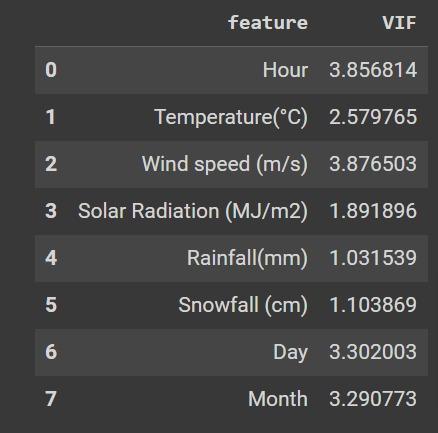 feature VIF
0 Hour 3.856814
1 Temperature(°C) 2.579765
2 Wind speed (m/s) 3.876503
3 Solar Radiation (MJ/m2) 1.891896
4 Rainfall(mm) 1.031539
5 Snowfall (cm) 1.103869
6 Day 3.302003
7 Month 3.290773